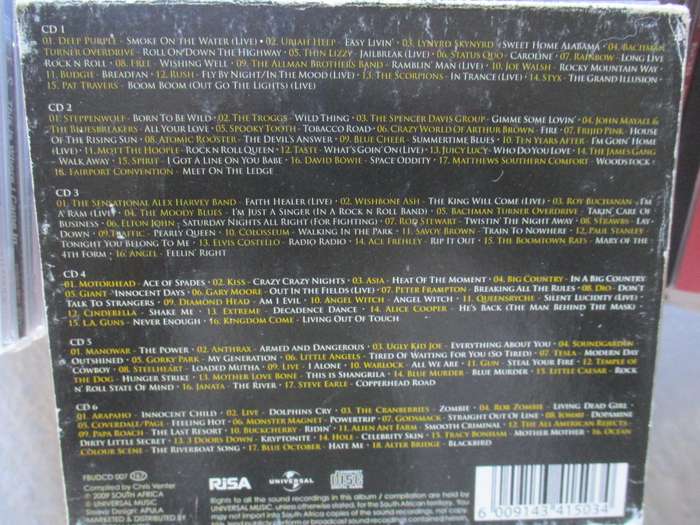 CD 1
01. Deep Purple - Smoke On the Water (Live) • 02. Uriah Heep - Easy Livin' • 03. Lynyrd Skynyrd - Sweet Home Alabama • 04. Bachman
Turner Overdrive - Roll On Down The Highway • 05. Thin Lizzy - Jailbreak (Live) • 06. Status Quo - Caroline • 07. Rainbow - Long Live
Rock N Roll • 08. Free - Wishing Well • 09. The Allman Brothers Band - Ramblin' Man (Live) • 10. Joe Walsh - Rocky Mountain Way
11. Budgie - Breadfan • 12. Rush - Fly By Night/In The Mood (Live) • 13. The Scorpions - In Trance (Live) • 14. Styx - The Grand Illusion •
15. Pat Travers - Boom Boom (Out Go The Lights) (Live)
CD 2
01. Steppenwolf - Born To Be Wild • 02. The Troggs - Wild Thing • 03. The Spencer Davis Group - Gimme Some Lovin' • 04. John Mayall &
The Bluesbreakers - All Your Love • 05. Spooky Tooth - Tobacco Road • 06. Crazy World Of Arthur Brown - Fire • 07. Frijid Pink - House
Of The Rising Sun • 08. Atomic Rooster - The Devil's Answer • 09. Blue Cheer - Summertime Blues • 10. Ten Years After - I'm Goin' Home
(Live) • 11. Mott The Hoople - Rock N Roll Queen • 12. Taste - What's Goin' On (Live) • 13. Juicy Lucy - Who Do You Love • 14. The James Gang
- Walk Away • 15. Spirit - I Got A Line On You Babe • 16. David Bowie - Space Oddity • 17. Matthews Southern Comfort - Woodstock •
18. Fairport Convention - Meet On The Ledge
CD 3
01. The Sensational Alex Harvey Band - Faith Healer (Live) • 02. Wishbone Ash - The King Will Come (Live) • 03. Roy Buchanan - I'm
A Ram (Live) • 04. The Moody Blues - I'm Just A Singer (In A Rock N Roll Band) • 05. Bachman Turner Overdrive - Takin' Care Of
Business • 06. Elton John - Saturday Nights All Right (For Fighting) • 07. Rod Stewart - Twistin' The Night Away • 08. Strawbs - Lay
Down • 09. Traffic - Pearly Queen • 10. Colosseum - Walking In The Park • 11. Savoy Brown - Train To Nowhere • 12. Paul Stanley -
Tonight You Belong To Me • 13. Elvis Costello - Radio Radio • 14. Ace Frehley - Rip It Out • 15. The Boomtown Rats - Mary of the
4th Form • 16. Angel - Feelin' Right
CD 4
01. Motorhead - Ace of Spades • 02. Kiss - Crazy Crazy Nights • 03. Asia - Heat Of The Moment • 04. Big Country - In A Big Country
05. Giant - Innocent Days • 06. Gary Moore - Out In The Fields (Live) • 07. Peter Frampton - Breaking All The Rules • 08. Dio - Don't
Talk To Strangers • 09. Diamond Head - Am I Evil • 10. Angel Witch - Angel Witch • 11. Queensryche - Silent Lucidity (Live) •
12. Cinderella - Shake Me • 13. Extreme - Decadence Dance • 14. Alice Cooper - He's Back (The Man Behind The Mask)
15. L.A. Guns - Never Enough • 16. Kingdom Come - Living Out Of Touch
CD 5
01. Manowar - The Power • 02. Anthrax - Armed and Dangerous • 03. Ugly Kid Joe - Everything About You • 04. Soundgarden -
Outshined • 05. Gorky Park - My Generation • 06. Little Angels - Tired Of Waiting For You (So Tired) • 07. Tesla - Modern Day
Cowboy • 08. Steelheart - Loaded Mutha • 09. Live - I Alone • 10. Warlock - All We Are • 11. Gun - Steal Your Fire • 12. Temple of
the Dog - Hunger Strike • 13. Mother Love Bone - This Is Shangrila • 14. Blue Murder - Blue Murder • 15. Little Caesar - Rock
N Roll State Of Mind • 16. Janata - The River • 17. Steve Earle - Copperhead Road
CD 6
01. Arapaho - Innocent Child • 02. Live - Dolphins Cry • 03. The Cranberries - Zombie • 04. Rob Zombie - Living Dead Girl
05. Coverdale/Page - Feeling Hot • 06. Monster Magnet - Powertrip • 07. Godsmack - Straight Out Of Line • 08. Iommi - Dopamine
09. Papa Roach - The Last Resort • 10. Buckcherry - Ridin' • 11. Alien Ant Farm - Smooth Criminal • 12. The All American Rejects -
Dirty Little Secret • 13. 3 Doors Down - Kryptonite • 14. Hole - Celebrity Skin • 15. Tracy Bonham - Mother Mother • 16. Ocean
Colour Scene - The Riverboat Song • 17. Blue October - Hate Me • 18. Alter Bridge - Blackbird
FBUDCD 007
Compiled by Chris Venter
℗ 2009 SOUTH AFRICA
© UNIVERSAL MUSIC
Sleeve Design: APULA
MARKETED & DISTRIBUTED BY
RISA
UNIVERSAL
COMPACT disc DIGITAL AUDIO
Rights to all the sound recordings in this album / compilation are held by
UNIVERSAL MUSIC, unless otherwise stated, for the South African territory. You
may not import into South Africa copies of the sound recordings, nor copy, rent,
6009143415034